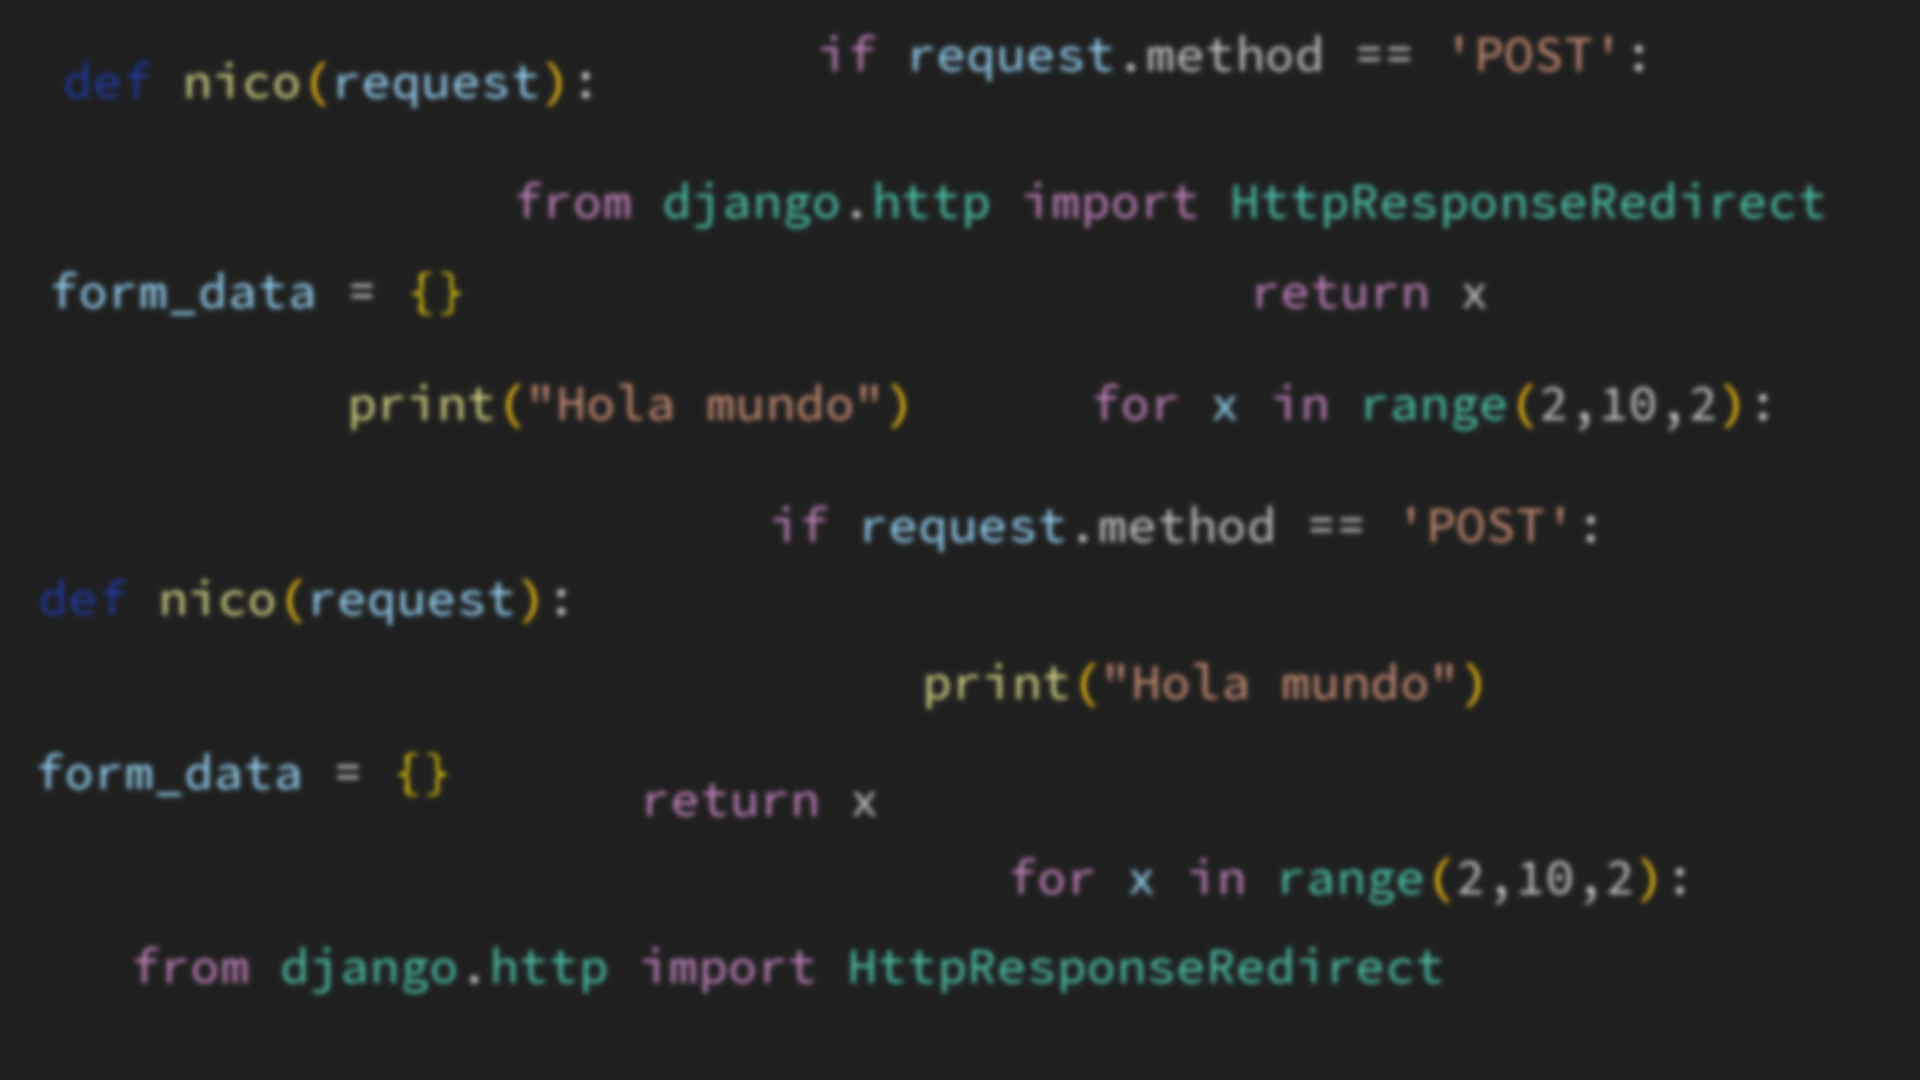 def nico(request):
if request.method == 'POST':
from django.http import HttpResponseRedirect
form_data = {}
return x
print("Hola mundo")
for x in range(2,10,2):
if request.method == 'POST':
def nico(request):
print("Hola mundo")
form_data = {}
return x
for x in range(2,10,2):
from django.http import HttpResponseRedirect